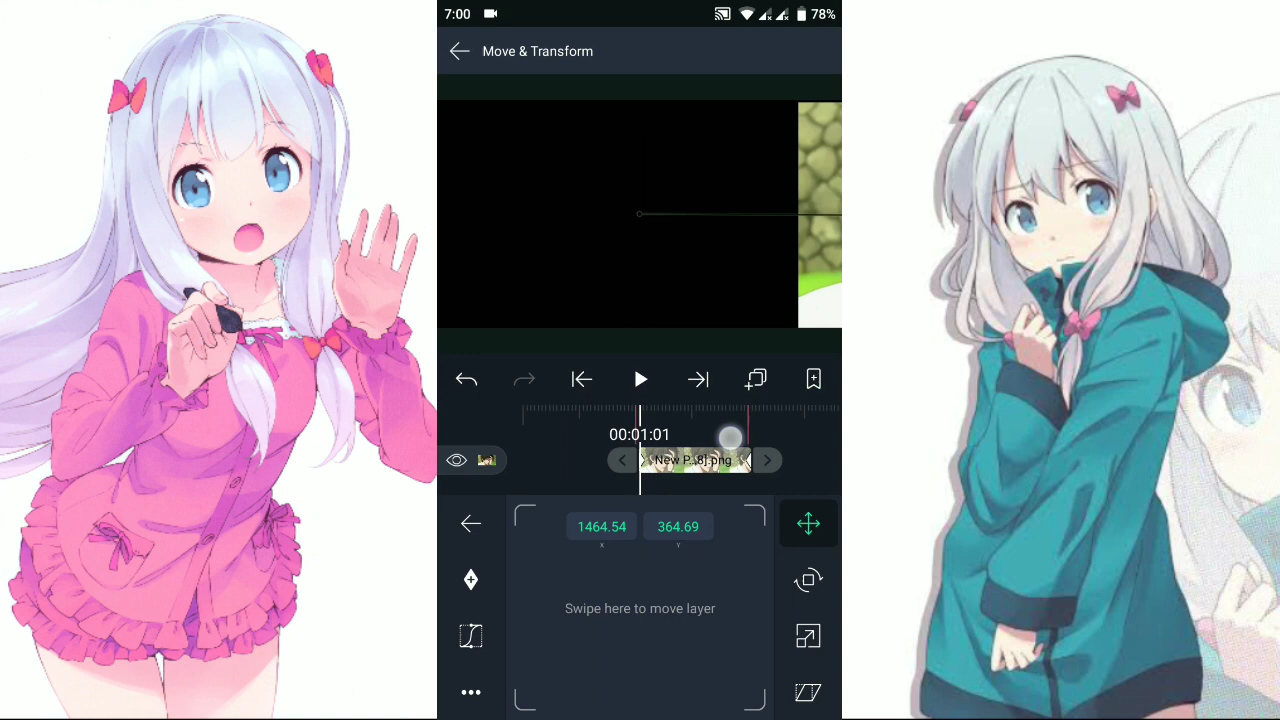 7:00 78%
Move & Transform
00:01:01
New P...8].png
1464.54 364.69
X Y
Swipe here to move layer